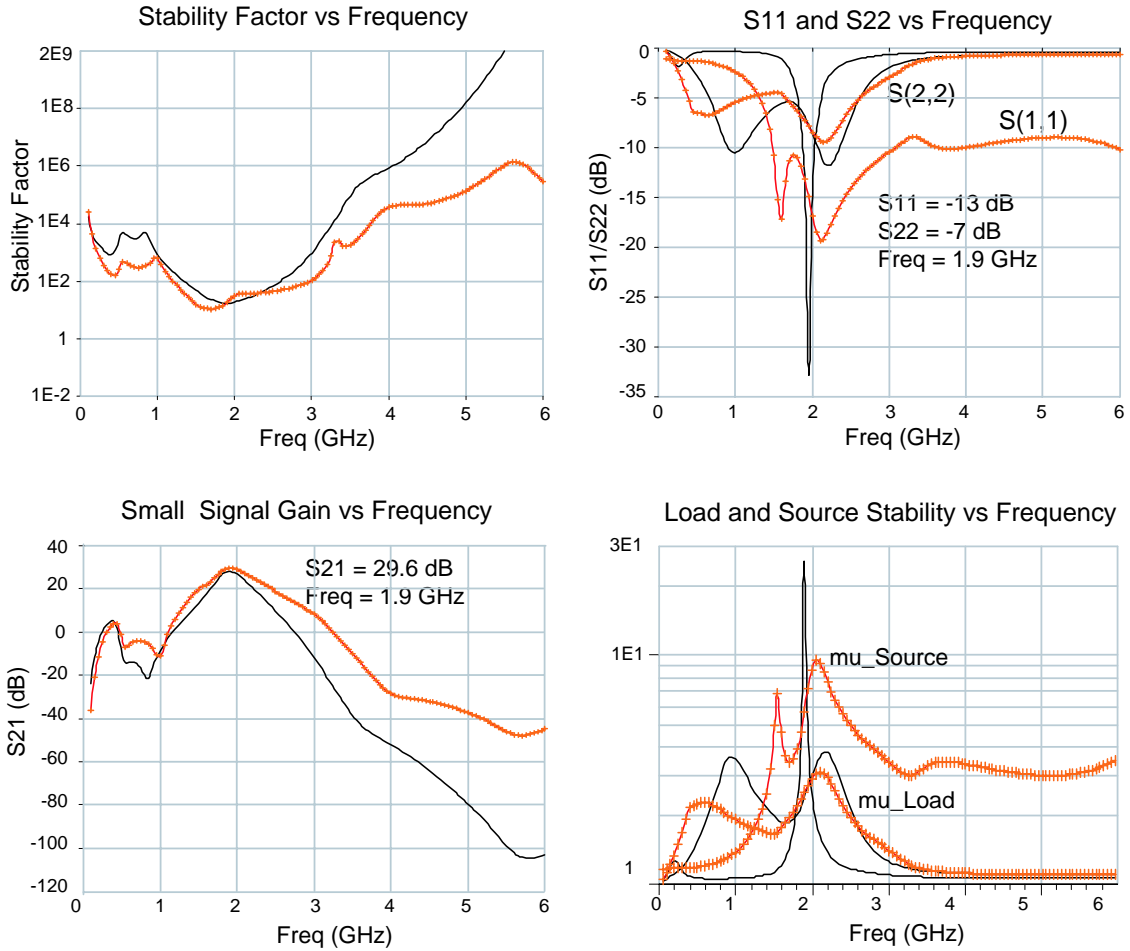 Stability Factor vs Frequency
2E9
1E8
1E6
1E4
1E2
1
1E-2
Stability Factor
0 1 2 3 4 5 6
Freq (GHz)
S11 and S22 vs Frequency
0
-5
-10
-15
-20
-25
-30
-35
S11/S22 (dB)
S(2,2)
S(1,1)
S11 = -13 dB
S22 = -7 dB
Freq = 1.9 GHz
0 1 2 3 4 5 6
Freq (GHz)
Small Signal Gain vs Frequency
40
20
0
-20
-40
-60
-80
-100
-120
S21 (dB)
S21 = 29.6 dB
Freq = 1.9 GHz
0 1 2 3 4 5 6
Freq (GHz)
Load and Source Stability vs Frequency
3E1
1E1
1
mu_Source
mu_Load
0 1 2 3 4 5 6
Freq (GHz)